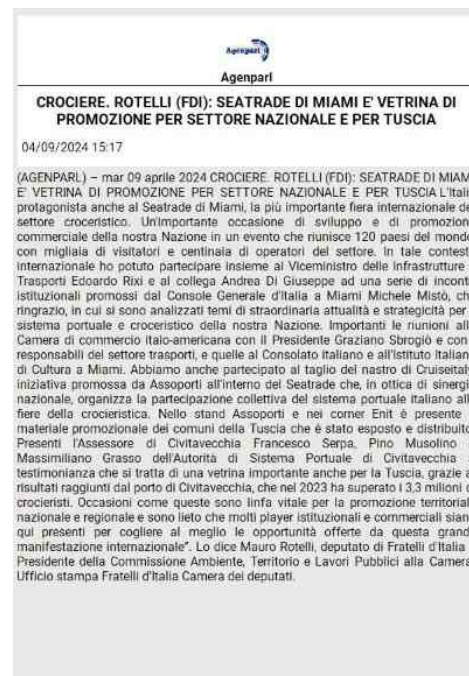 Agenparl
Agenparl
CROCIERE. ROTELLI (FDI): SEATRADE DI MIAMI E' VETRINA DI
PROMOZIONE PER SETTORE NAZIONALE E PER TUSCIA
04/09/2024 15:17
(AGENPARL) – mar 09 aprile 2024 CROCIERE. ROTELLI (FDI): SEATRADE DI MIAM
E' VETRINA DI PROMOZIONE PER SETTORE NAZIONALE E PER TUSCIA L'Itali
protagonista anche al Seatrade di Miami, la più importante fiera internazionale de
settore croceristico. Un'importante occasione di sviluppo e di promozion
commerciale della nostra Nazione in un evento che riunisce 120 paesi del mondo
con migliaia di visitatori e centinaia di operatori del settore. In tale contest
internazionale ho potuto partecipare insieme al Viceministro delle Infrastrutture
Trasporti Edoardo Rixi e al collega Andrea Di Giuseppe ad una serie di incont
istituzionali promossi dal Console Generale d'Italia a Miami Michele Mistò, ch
ringrazio, in cui si sono analizzati temi di straordinaria attualità e strategicità per
sistema portuale e croceristico della nostra Nazione. Importanti le riunioni all
Camera di commercio italo-americana con il Presidente Graziano Sbrogiò e con
responsabili del settore trasporti, e quelle al Consolato italiano e all'Istituto Italian
di Cultura a Miami. Abbiamo anche partecipato al taglio del nastro di Cruiseitaly
iniziativa promossa da Assoporti all'interno del Seatrade che, in ottica di sinergi
nazionale, organizza la partecipazione collettiva del sistema portuale italiano all
fiere della crocieristica. Nello stand Assoporti e nei corner Enit è presente
materiale promozionale dei comuni della Tuscia che è stato esposto e distribuito
Presenti l'Assessore di Civitavecchia Francesco Serpa, Pino Musolino
Massimiliano Grasso dell'Autorità di Sistema Portuale di Civitavecchia
testimonianza che si tratta di una vetrina importante anche per la Tuscia, grazie a
risultati raggiunti dal porto di Civitavecchia, che nel 2023 ha superato i 3,3 milioni d
crocieristi. Occasioni come queste sono linfa vitale per la promozione territorial
nazionale e regionale e sono lieto che molti player istituzionali e commerciali sian
qui presenti per cogliere al meglio le opportunità offerte da questa grand
manifestazione internazionale”. Lo dice Mauro Rotelli, deputato di Fratelli d'Italia
Presidente della Commissione Ambiente, Territorio e Lavori Pubblici alla Camera
Ufficio stampa Fratelli d'Italia Camera dei deputati.